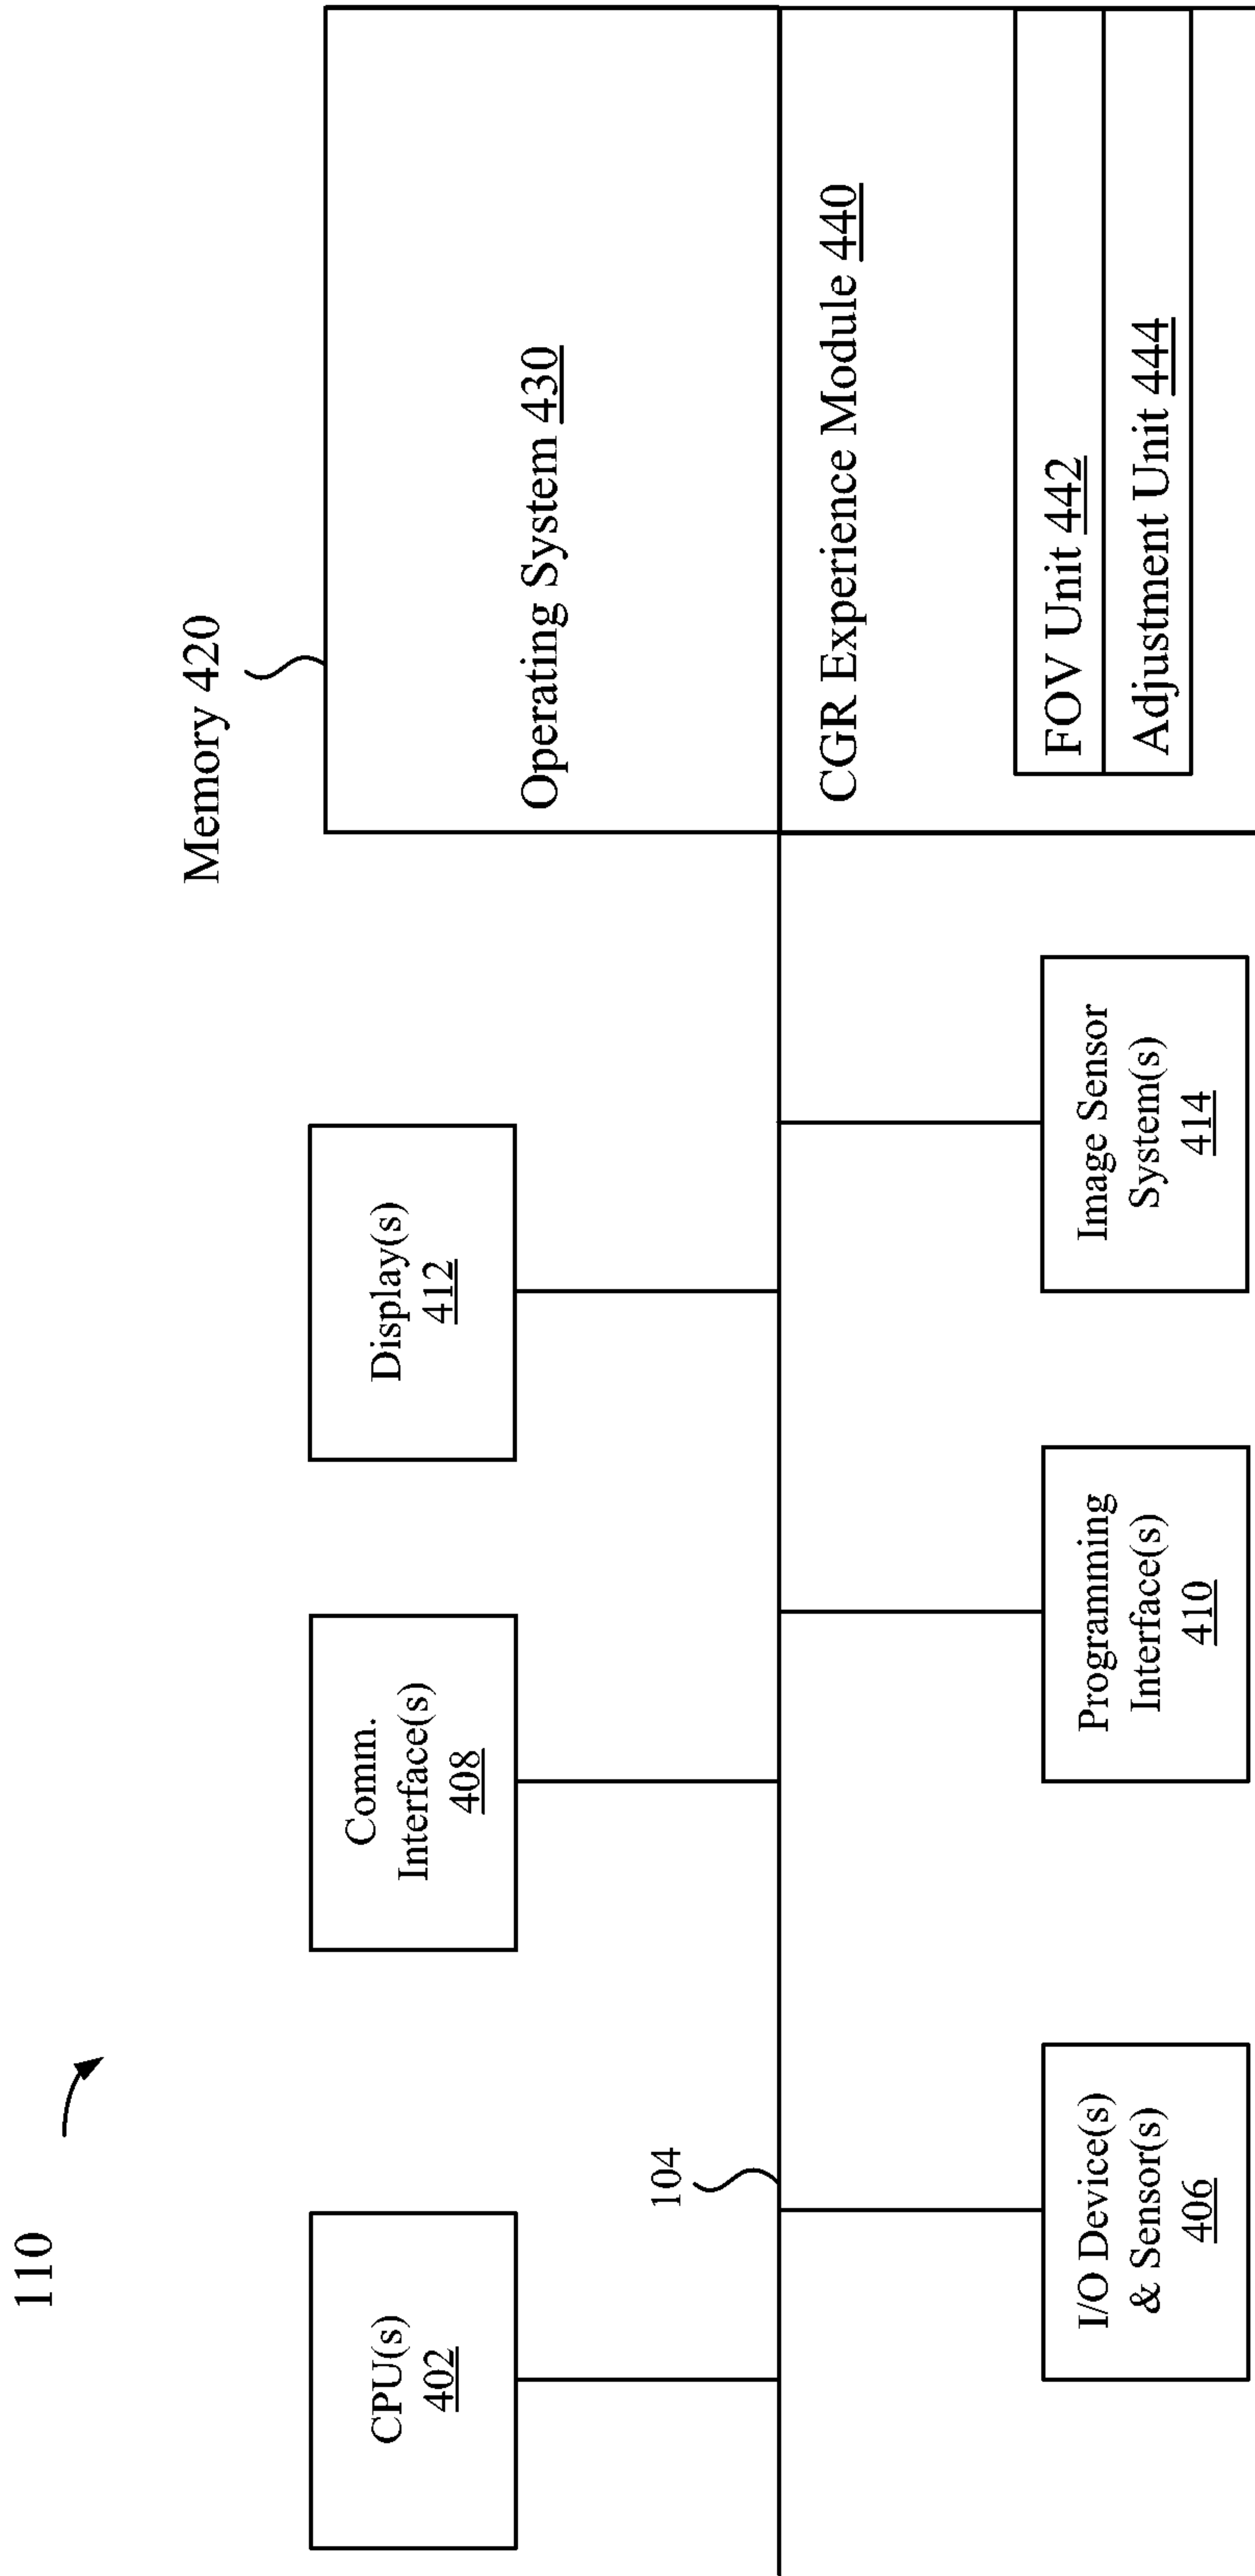 110
Memory 420
CPU(s)
402
Comm.
Interface(s)
408
Display(s)
412
Operating System 430
104
CGR Experience Module 440
FOV Unit 442
Adjustment Unit 444
I/O Device(s)
& Sensor(s)
406
Programming
Interface(s)
410
Image Sensor
System(s)
414